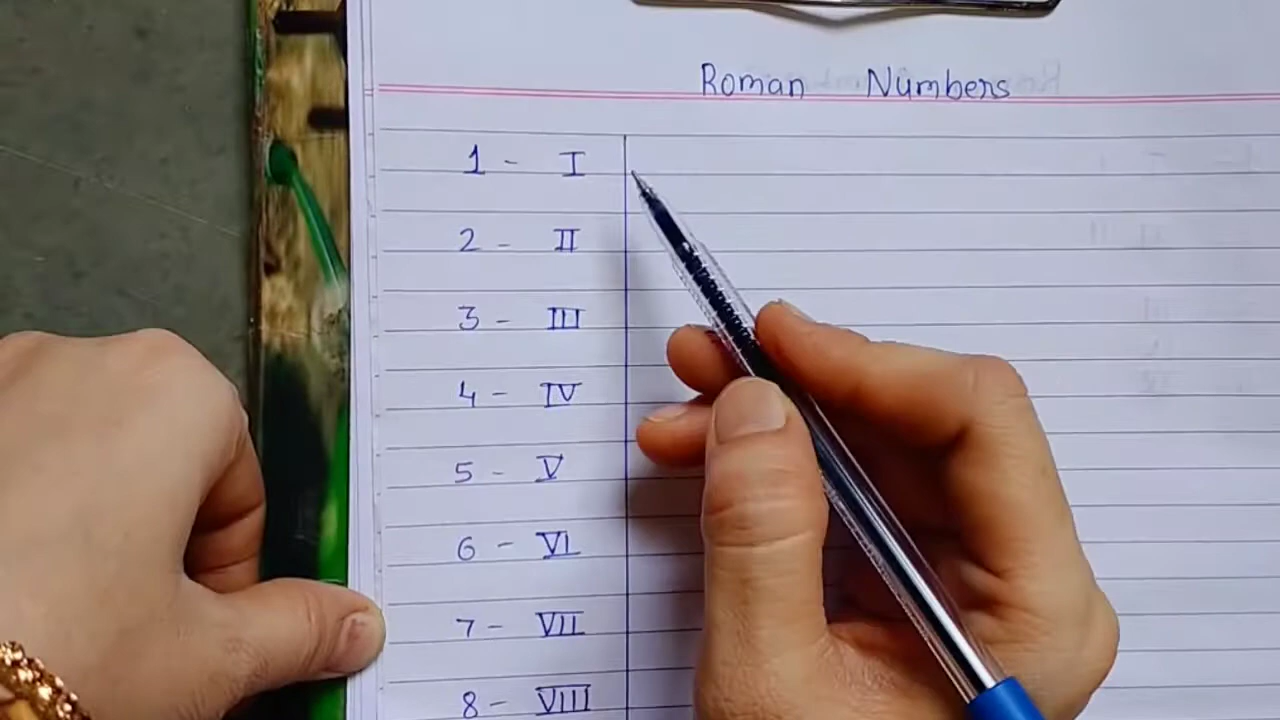 Roman Numbers
1 - I
2 - II
3 - III
4 - IV
5 - V
6 - VI
7 - VII
8 - VIII